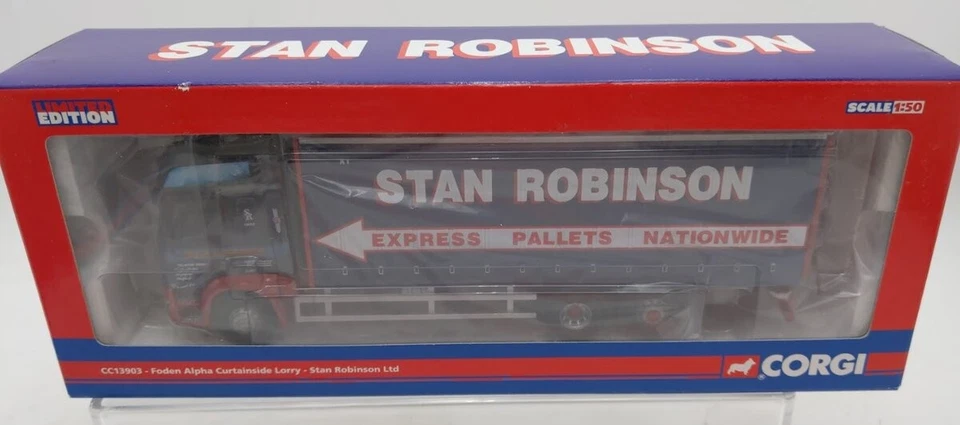 STAN ROBINSON
LIMITED
EDITION
SCALE 1:50
STAN ROBINSON
EXPRESS PALLETS NATIONWIDE
CC13903 - Foden Alpha Curtainside Lorry - Stan Robinson Ltd
CORGI